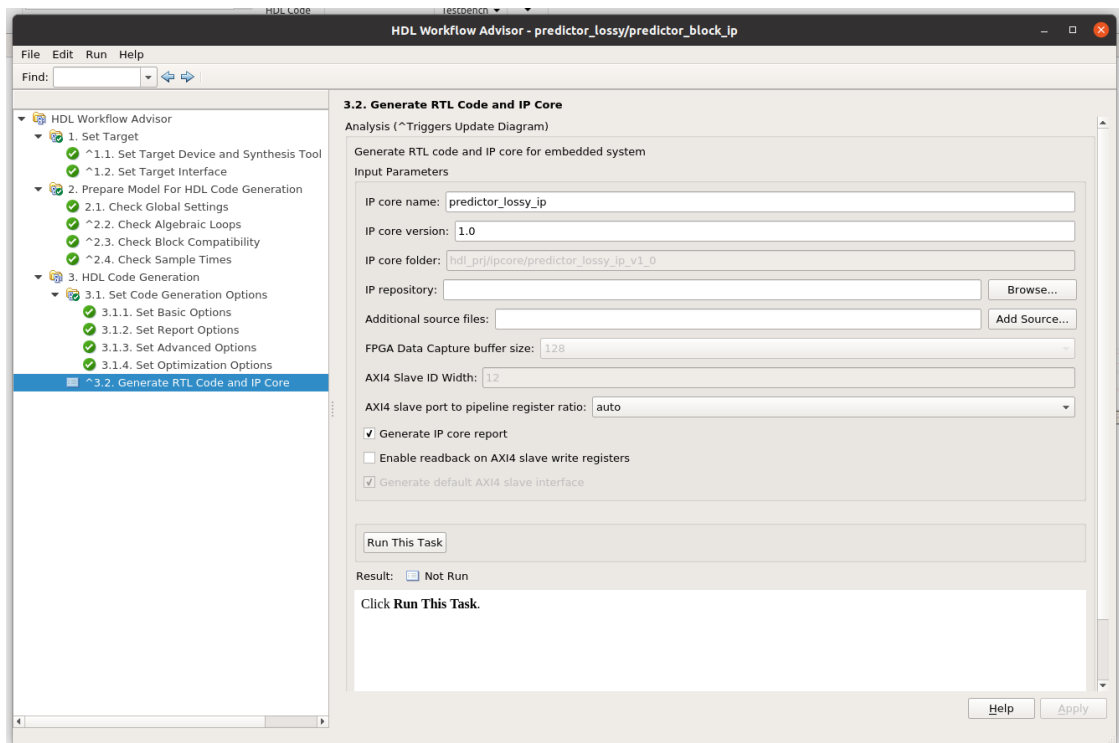 HDL Code
Testbench
HDL Workflow Advisor - predictor_lossy/predictor_block_ip
File Edit Run Help
Find:
HDL Workflow Advisor
1. Set Target
^1.1. Set Target Device and Synthesis Tool
^1.2. Set Target Interface
2. Prepare Model For HDL Code Generation
2.1. Check Global Settings
^2.2. Check Algebraic Loops
^2.3. Check Block Compatibility
^2.4. Check Sample Times
3. HDL Code Generation
3.1. Set Code Generation Options
3.1.1. Set Basic Options
3.1.2. Set Report Options
3.1.3. Set Advanced Options
3.1.4. Set Optimization Options
^3.2. Generate RTL Code and IP Core
3.2. Generate RTL Code and IP Core
Analysis (^Triggers Update Diagram)
Generate RTL code and IP core for embedded system
Input Parameters
IP core name: predictor_lossy_ip
IP core version: 1.0
IP core folder: hdl_prj/ipcore/predictor_lossy_ip_v1_0
IP repository: Browse...
Additional source files: Add Source...
FPGA Data Capture buffer size: 128
AXI4 Slave ID Width: 12
AXI4 slave port to pipeline register ratio: auto
Generate IP core report
Enable readback on AXI4 slave write registers
Generate default AXI4 slave interface
Run This Task
Result: Not Run
Click Run This Task.
Help Apply